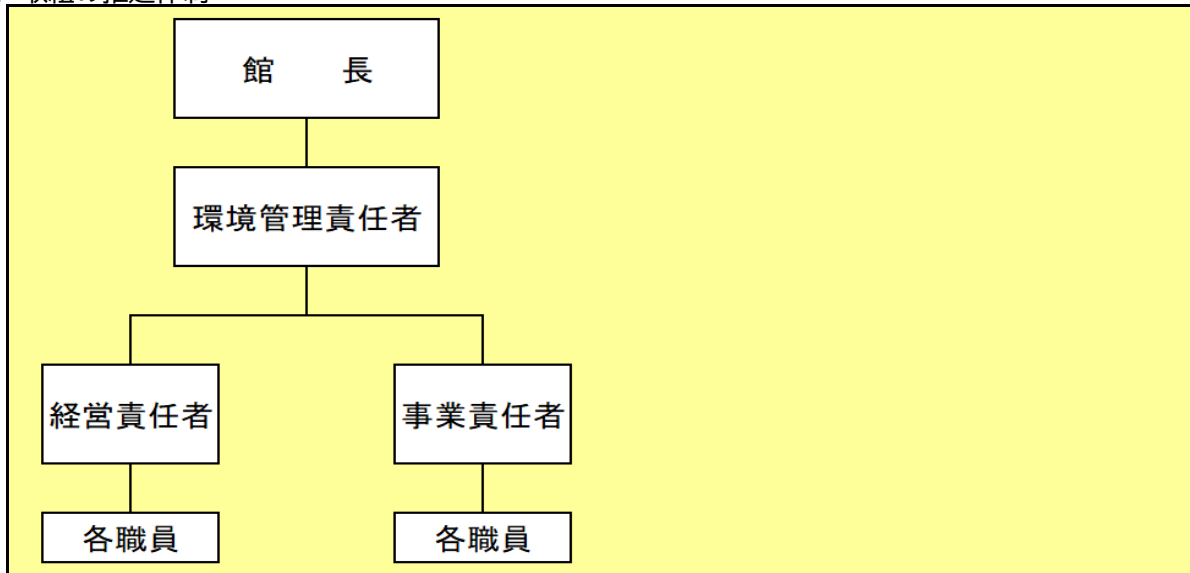 館　　長
環境管理責任者
経営責任者
事業責任者
各職員
各職員